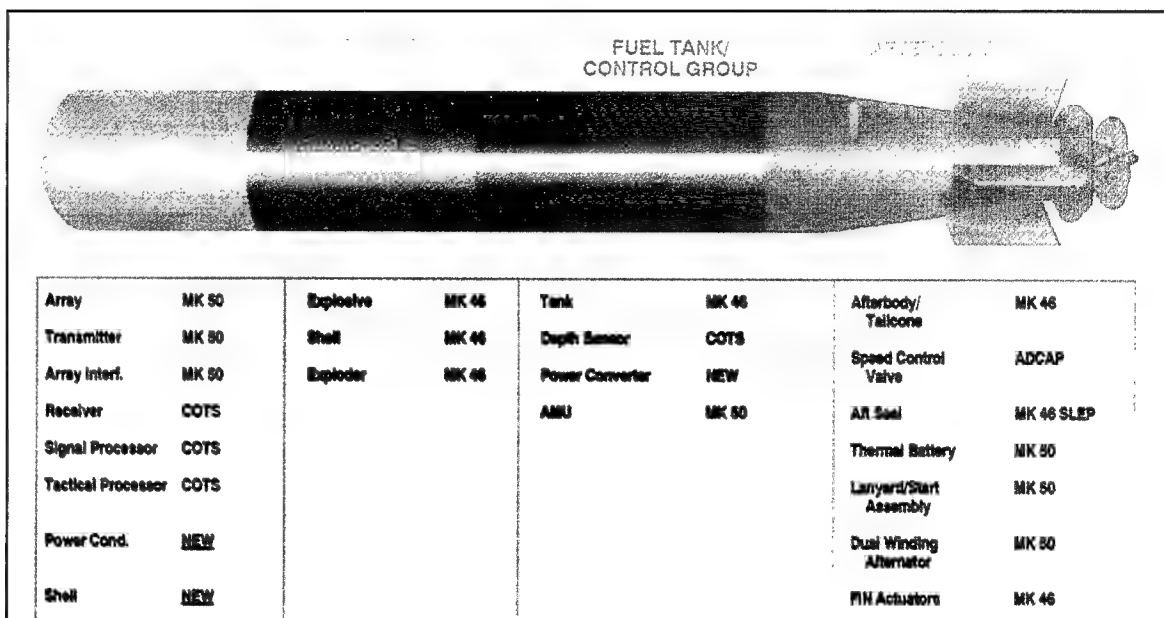 FUEL TANK/
CONTROL GROUP
Array MK 50
Transmitter MK 50
Array Interf. MK 50
Receiver COTS
Signal Processor COTS
Tactical Processor COTS
Power Cond. NEW
Shell NEW
Explosive MK 46
Shell MK 46
Exploder MK 46
Tank MK 46
Depth Sensor COTS
Power Converter NEW
AMU MK 50
Afterbody/ MK 46
Tailcone
Speed Control ADCAP
Valve
Aft Seal MK 46 SLEP
Thermal Battery MK 50
Lanyard/Start MK 50
Assembly
Dual Winding MK 50
Alternator
FIN Actuators MK 46